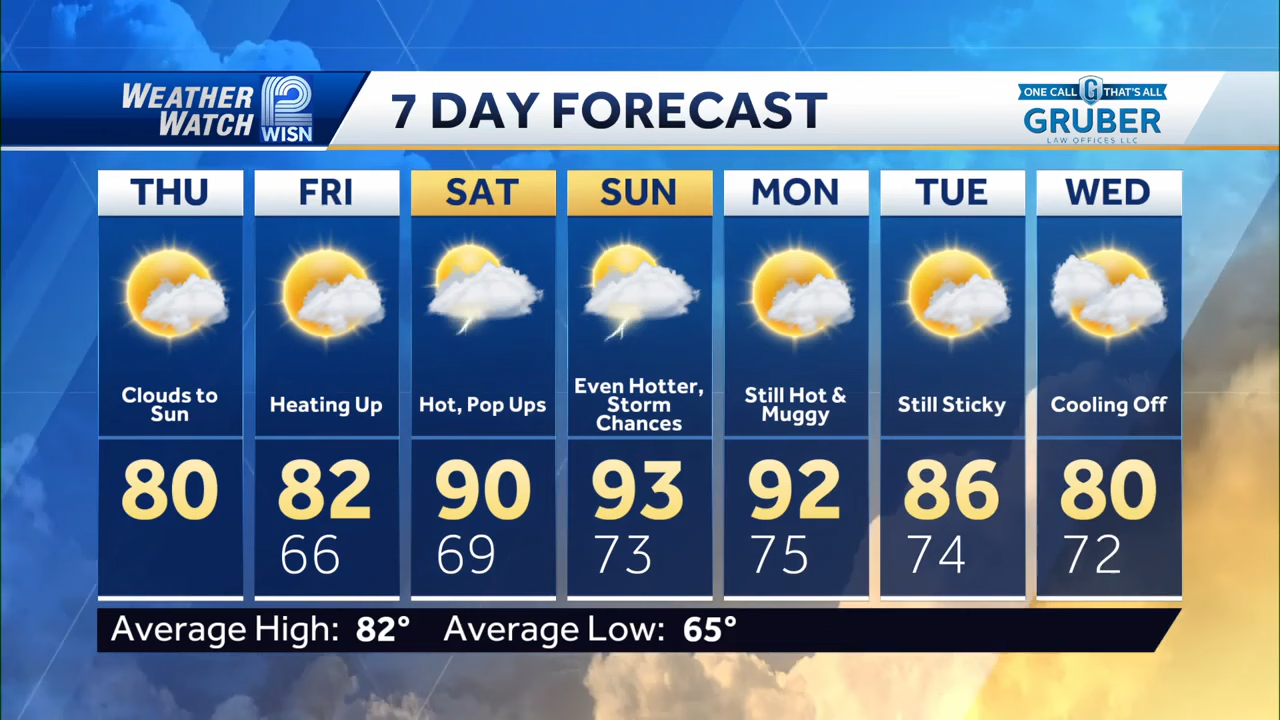 WEATHER
WATCH
12
WISN
7 DAY FORECAST
ONE CALL G THAT'S ALL
GRUBER
LAW OFFICES LLC
THU FRI SAT SUN MON TUE WED
Clouds to
Sun
Heating Up
Hot, Pop Ups
Even Hotter,
Storm
Chances
Still Hot &
Muggy
Still Sticky
Cooling Off
80 82 90 93 92 86 80
66 69 73 75 74 72
Average High: 82° Average Low: 65°